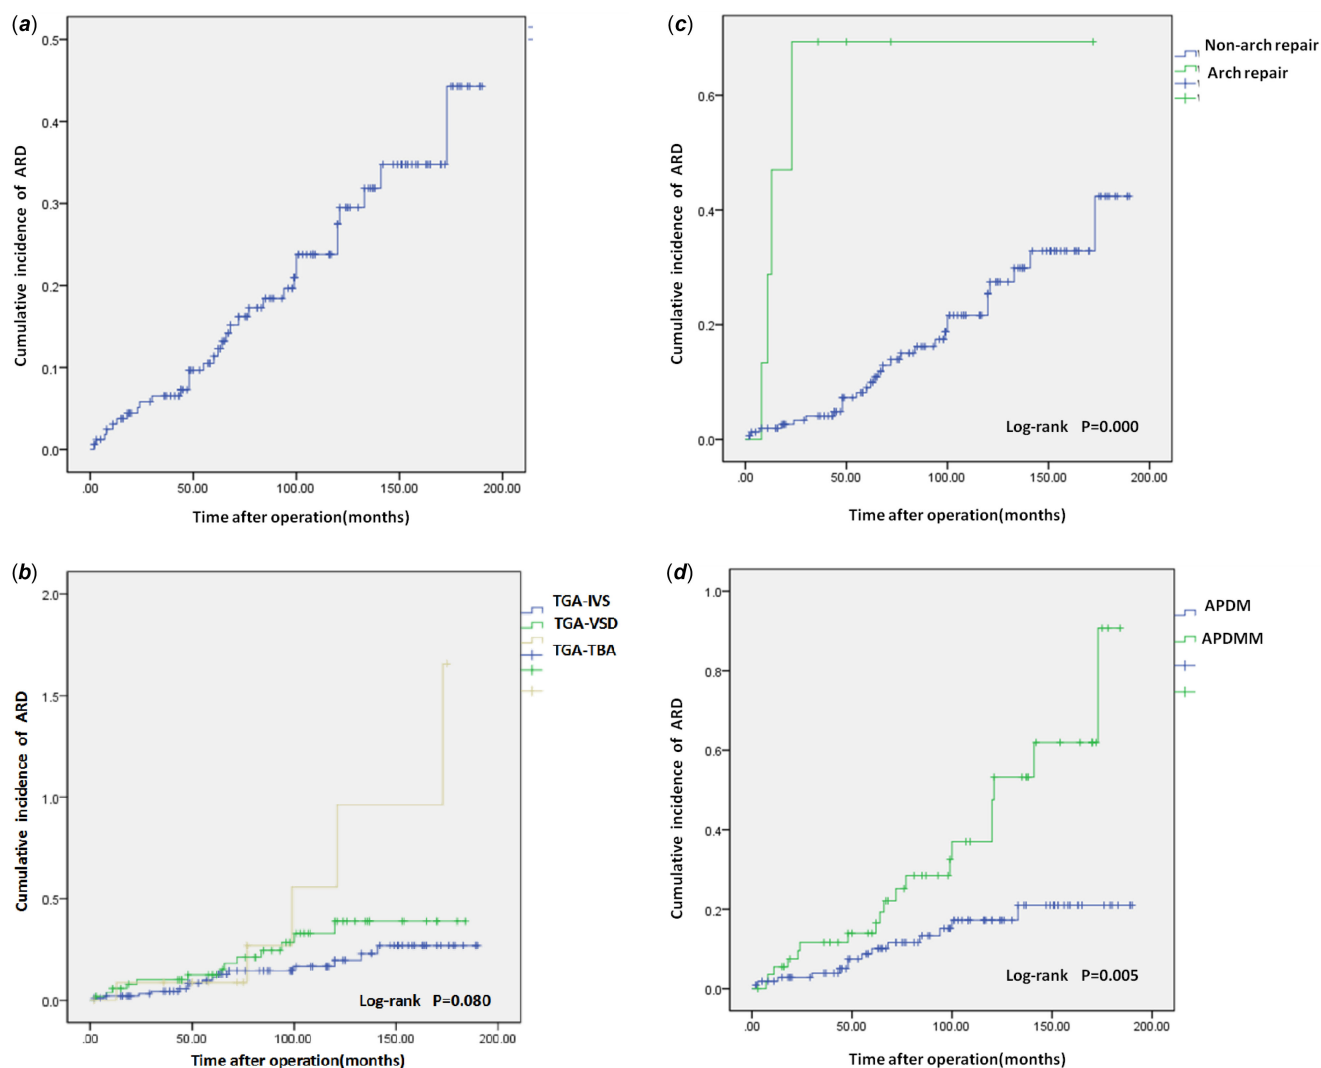 (a)
0.5
0.4
0.3
0.2
0.1
0.0
Cumulative incidence of ARD
.00 50.00 100.00 150.00 200.00
Time after operation(months)
(c)
0.6
0.4
0.2
0.0
Cumulative incidence of ARD
Non-arch repair
Arch repair
Log-rank P=0.000
.00 50.00 100.00 150.00 200.00
Time after operation(months)
(b)
2.0
1.5
1.0
0.5
0.0
Cumulative incidence of ARD
TGA-IVS
TGA-VSD
TGA-TBA
Log-rank P=0.080
.00 50.00 100.00 150.00 200.00
Time after operation(months)
(d)
1.0
0.8
0.6
0.4
0.2
0.0
Cumulative incidence of ARD
APDM
APDMM
Log-rank P=0.005
.00 50.00 100.00 150.00 200.00
Time after operation(months)